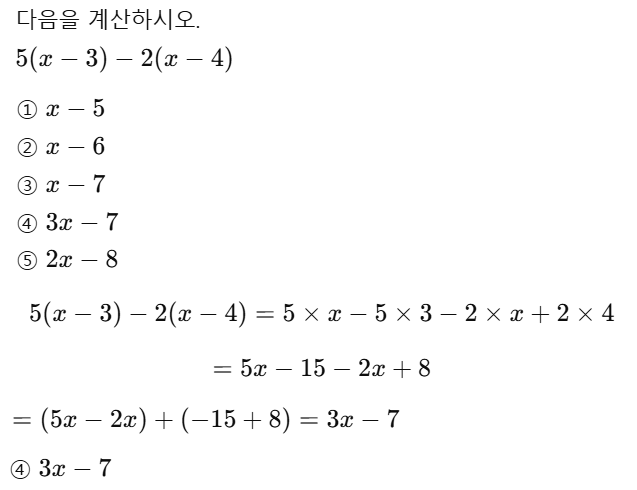 다음을 계산하시오.
5(x − 3) − 2(x − 4)
① x − 5
② x − 6
③ x − 7
④ 3x − 7
⑤ 2x − 8
5(x − 3) − 2(x − 4) = 5 × x − 5 × 3 − 2 × x + 2 × 4
= 5x − 15 − 2x + 8
= (5x − 2x) + (−15 + 8) = 3x − 7
④ 3x − 7